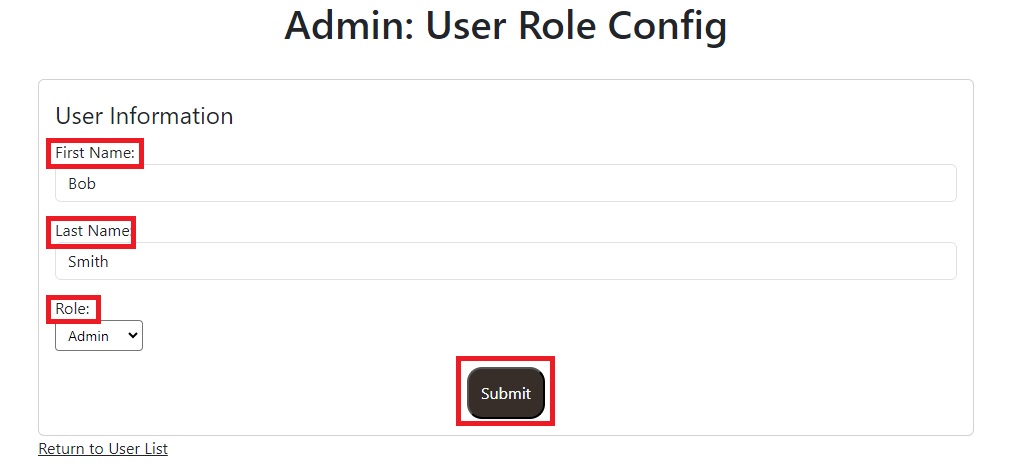 Admin: User Role Config
User Information
First Name:
Bob
Last Name:
Smith
Role:
Admin
Submit
Return to User List